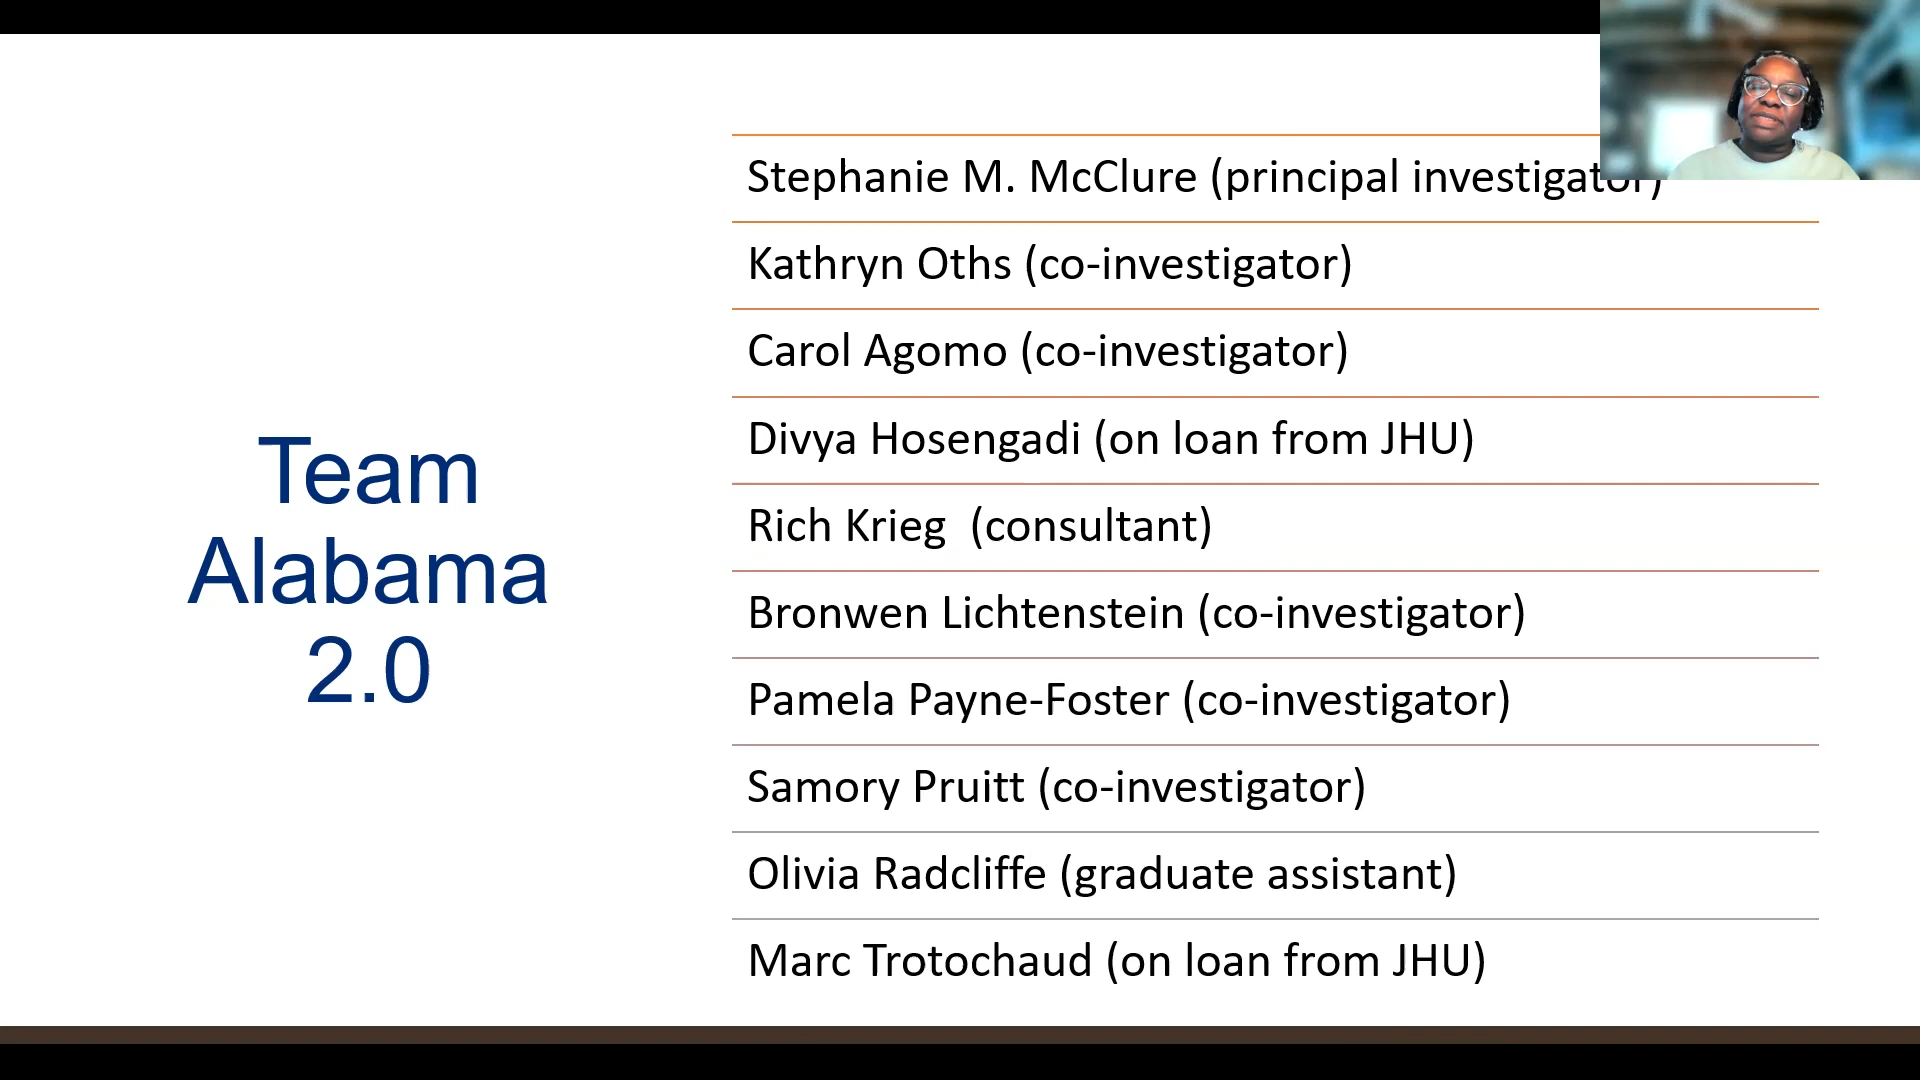 Team
Alabama
2.0
Stephanie M. McClure (principal investigator)
Kathryn Oths (co-investigator)
Carol Agomo (co-investigator)
Divya Hosengadi (on loan from JHU)
Rich Krieg  (consultant)
Bronwen Lichtenstein (co-investigator)
Pamela Payne-Foster (co-investigator)
Samory Pruitt (co-investigator)
Olivia Radcliffe (graduate assistant)
Marc Trotochaud (on loan from JHU)